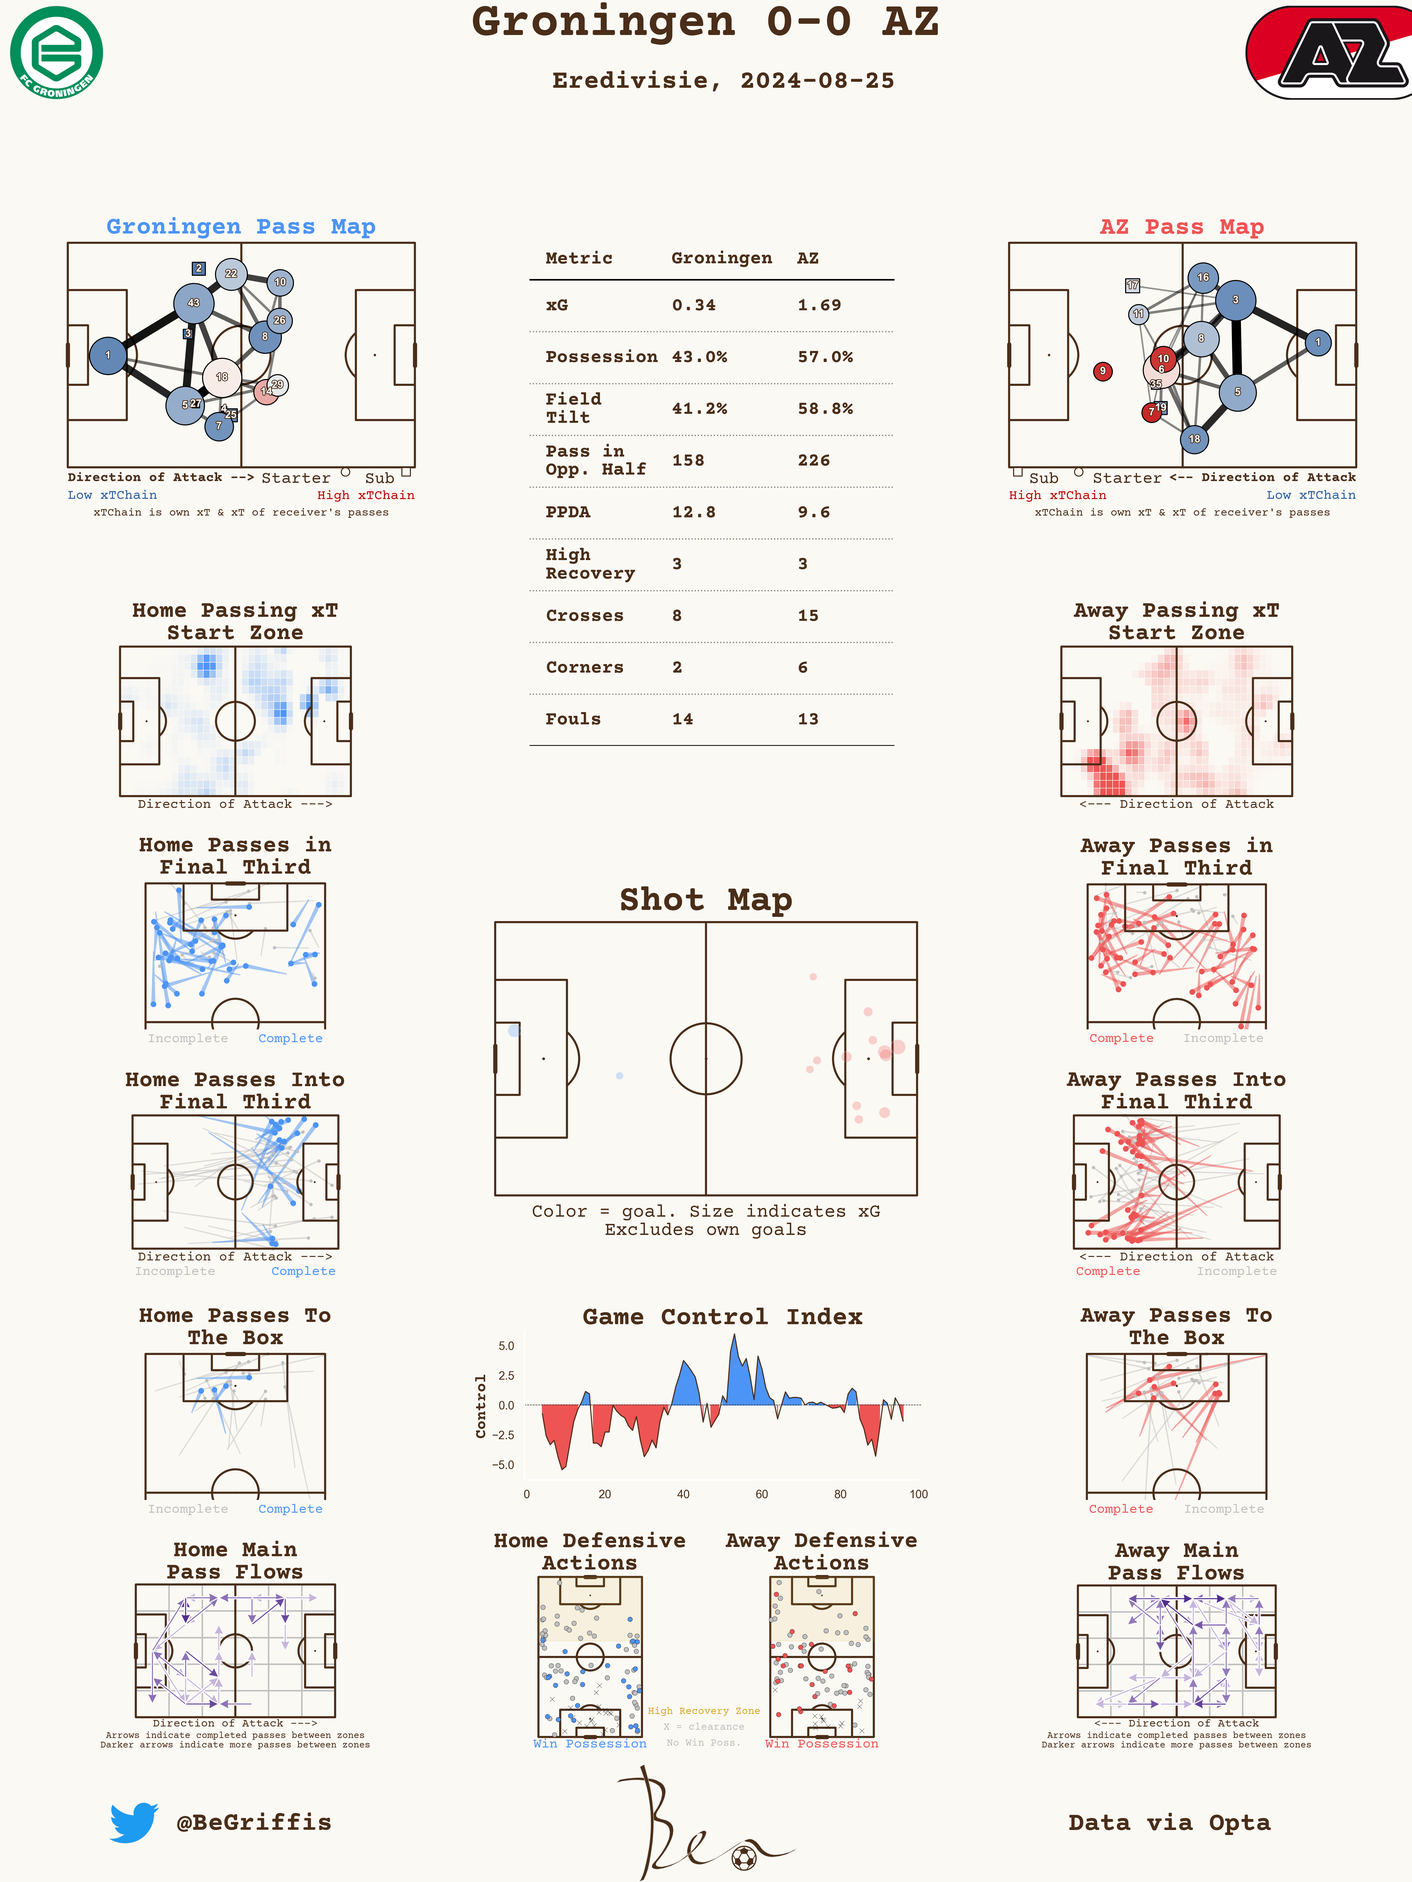 Groningen 0-0 AZ
Eredivisie, 2024-08-25
FC GRONINGEN
AZ
Groningen Pass Map
2
22
10
43
26
3
8
1
18
14
29
5
27
4
25
7
Direction of Attack --> Starter Sub
Low xTChain High xTChain
xTChain is own xT & xT of receiver's passes
Metric Groningen AZ
xG 0.34 1.69
Possession 43.0% 57.0%
Field
Tilt 41.2% 58.8%
Pass in
Opp. Half 158 226
PPDA 12.8 9.6
High
Recovery 3 3
Crosses 8 15
Corners 2 6
Fouls 14 13
AZ Pass Map
17
16
3
11
8
1
10
6
9
35
5
7
19
18
Sub Starter <-- Direction of Attack
High xTChain Low xTChain
xTChain is own xT & xT of receiver's passes
Home Passing xT
Start Zone
Direction of Attack --->
Away Passing xT
Start Zone
<--- Direction of Attack
Home Passes in
Final Third
Incomplete Complete
Away Passes in
Final Third
Complete Incomplete
Shot Map
Color = goal. Size indicates xG
Excludes own goals
Home Passes Into
Final Third
Direction of Attack --->
Incomplete Complete
Away Passes Into
Final Third
<--- Direction of Attack
Complete Incomplete
Home Passes To
The Box
Incomplete Complete
Game Control Index
Control
5.0
2.5
0.0
−2.5
−5.0
0 20 40 60 80 100
Away Passes To
The Box
Complete Incomplete
Home Main
Pass Flows
Direction of Attack --->
Arrows indicate completed passes between zones
Darker arrows indicate more passes between zones
Home Defensive
Actions
Win Possession
Away Defensive
Actions
Win Possession
High Recovery Zone
X = clearance
No Win Poss.
Away Main
Pass Flows
<--- Direction of Attack
Arrows indicate completed passes between zones
Darker arrows indicate more passes between zones
@BeGriffis
Ben
Data via Opta